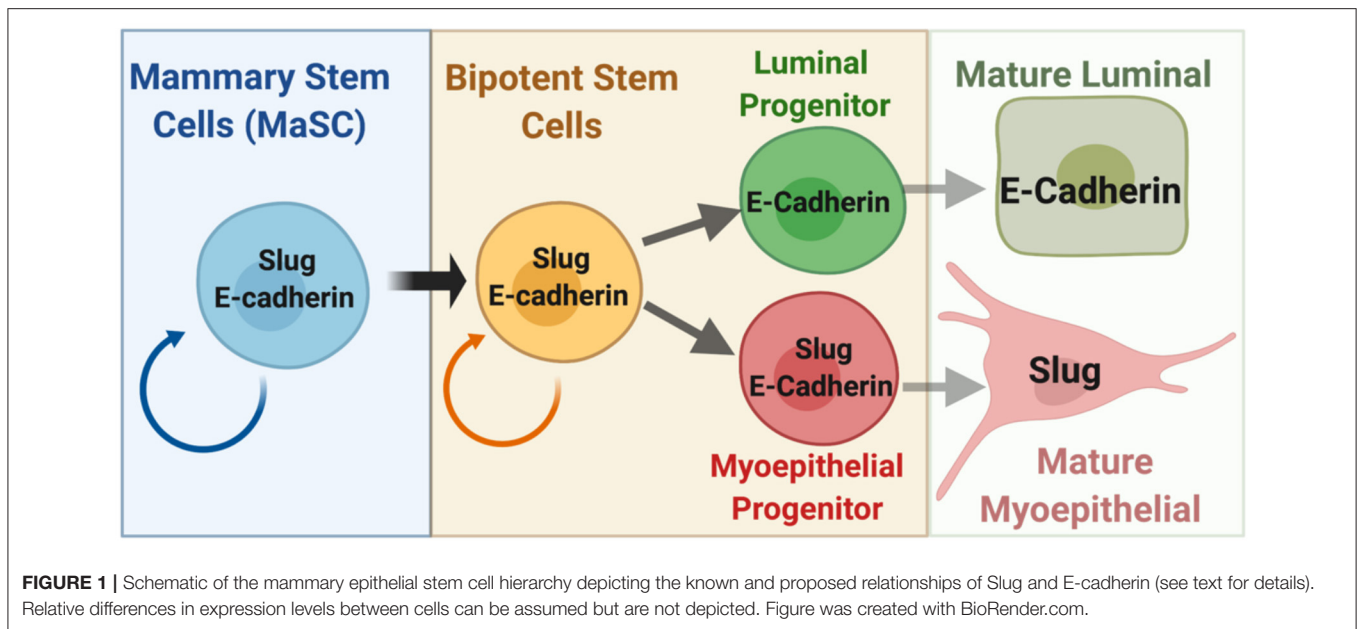 Mammary Stem
Cells (MaSC)
Slug
E-cadherin
Bipotent Stem
Cells
Slug
E-cadherin
Luminal
Progenitor
E-Cadherin
Slug
E-Cadherin
Myoepithelial
Progenitor
Mature Luminal
E-Cadherin
Slug
Mature
Myoepithelial
FIGURE 1 | Schematic of the mammary epithelial stem cell hierarchy depicting the known and proposed relationships of Slug and E-cadherin (see text for details).
Relative differences in expression levels between cells can be assumed but are not depicted. Figure was created with BioRender.com.